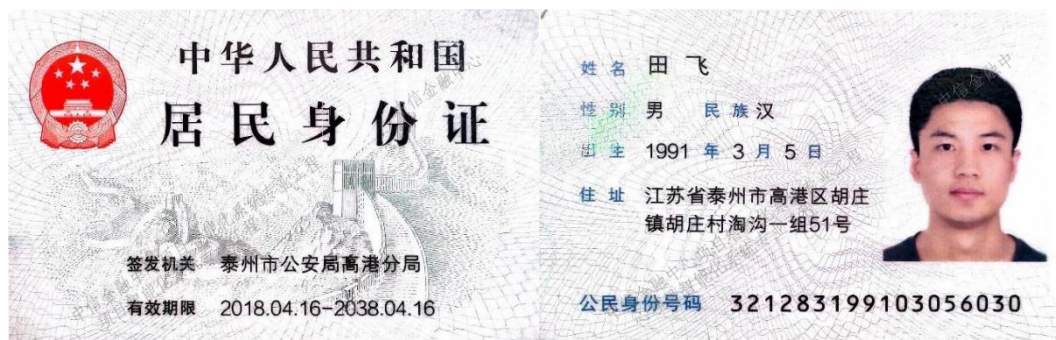 中华人民共和国
居民身份证
签发机关 泰州市公安局高港分局
有效期限 2018.04.16-2038.04.16
姓名 田飞
性别 男 民族 汉
出生 1991 年 3 月 5 日
住址 江苏省泰州市高港区胡庄
镇胡庄村淘沟一组51号
公民身份号码 321283199103056030